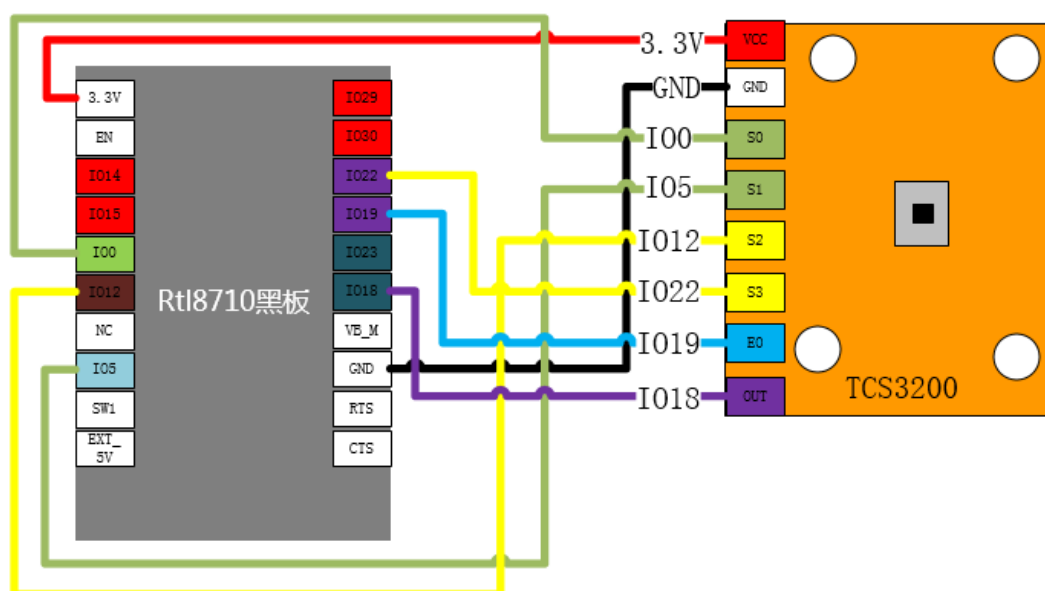 3.3V
EN
IO14
IO15
IO0
IO12
NC
IO5
SW1
EXT_
5V
Rtl8710黑板
IO29
IO30
IO22
IO19
IO23
IO18
VB_M
GND
RTS
CTS
3.3V
GND
IO0
IO5
IO12
IO22
IO19
IO18
VCC
GND
S0
S1
S2
S3
E0
OUT
TCS3200